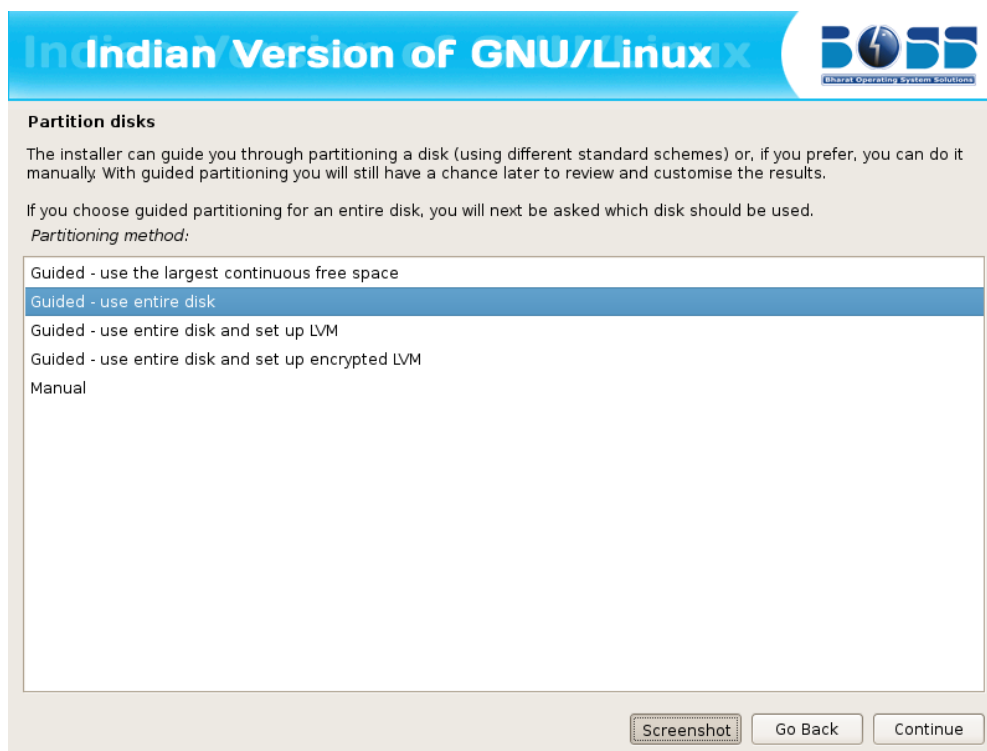 Indian Version of GNU/Linux
BOSS
Bharat Operating System Solutions
Partition disks
The installer can guide you through partitioning a disk (using different standard schemes) or, if you prefer, you can do it
manually. With guided partitioning you will still have a chance later to review and customise the results.
If you choose guided partitioning for an entire disk, you will next be asked which disk should be used.
Partitioning method:
Guided - use the largest continuous free space
Guided - use entire disk
Guided - use entire disk and set up LVM
Guided - use entire disk and set up encrypted LVM
Manual
Screenshot
Go Back
Continue